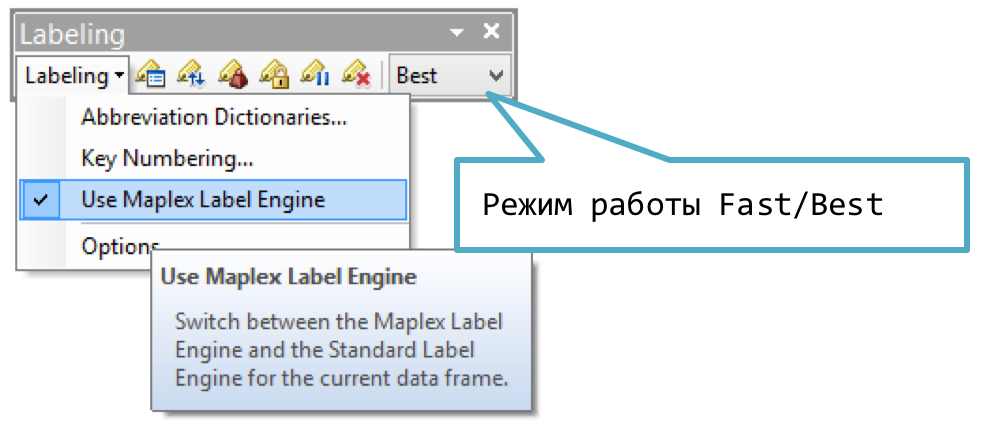 Labeling
Labeling
Best
Abbreviation Dictionaries...
Key Numbering...
Use Maplex Label Engine
Режим работы Fast/Best
Options
Use Maplex Label Engine
Switch between the Maplex Label
Engine and the Standard Label
Engine for the current data frame.